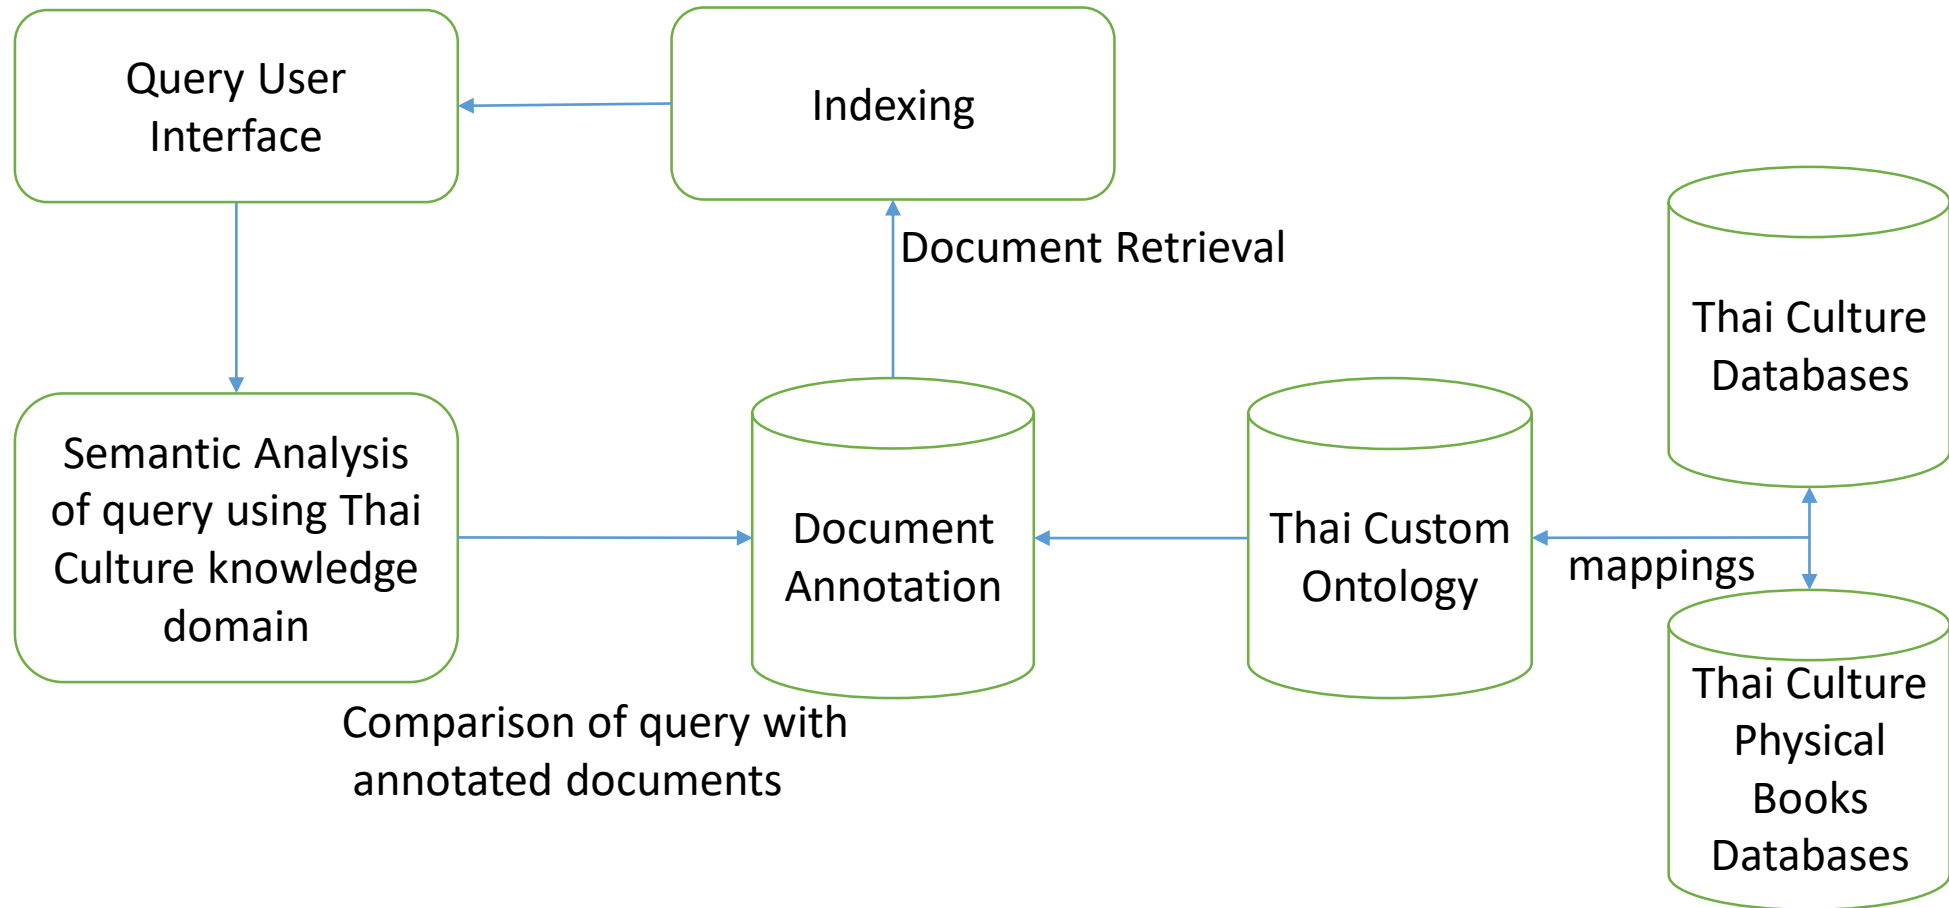 Query User
Interface
Indexing
Document Retrieval
Thai Culture
Databases
Semantic Analysis
of query using Thai
Culture knowledge
domain
Document
Annotation
Thai Custom
Ontology
mappings
Thai Culture
Physical
Books
Databases
Comparison of query with
annotated documents